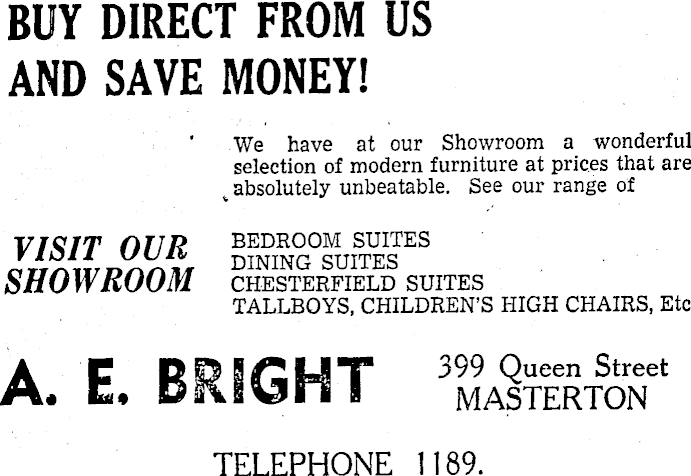 BUY DIRECT FROM US
AND SAVE MONEY!
We have at our Showroom a wonderful
selection of modern furniture at prices that are
absolutely unbeatable. See our range of
VISIT OUR
SHOWROOM
BEDROOM SUITES
DINING SUITES
CHESTERFIELD SUITES
TALLBOYS, CHILDREN'S HIGH CHAIRS, Etc
A. E. BRIGHT
399 Queen Street
MASTERTON
TELEPHONE 1189.